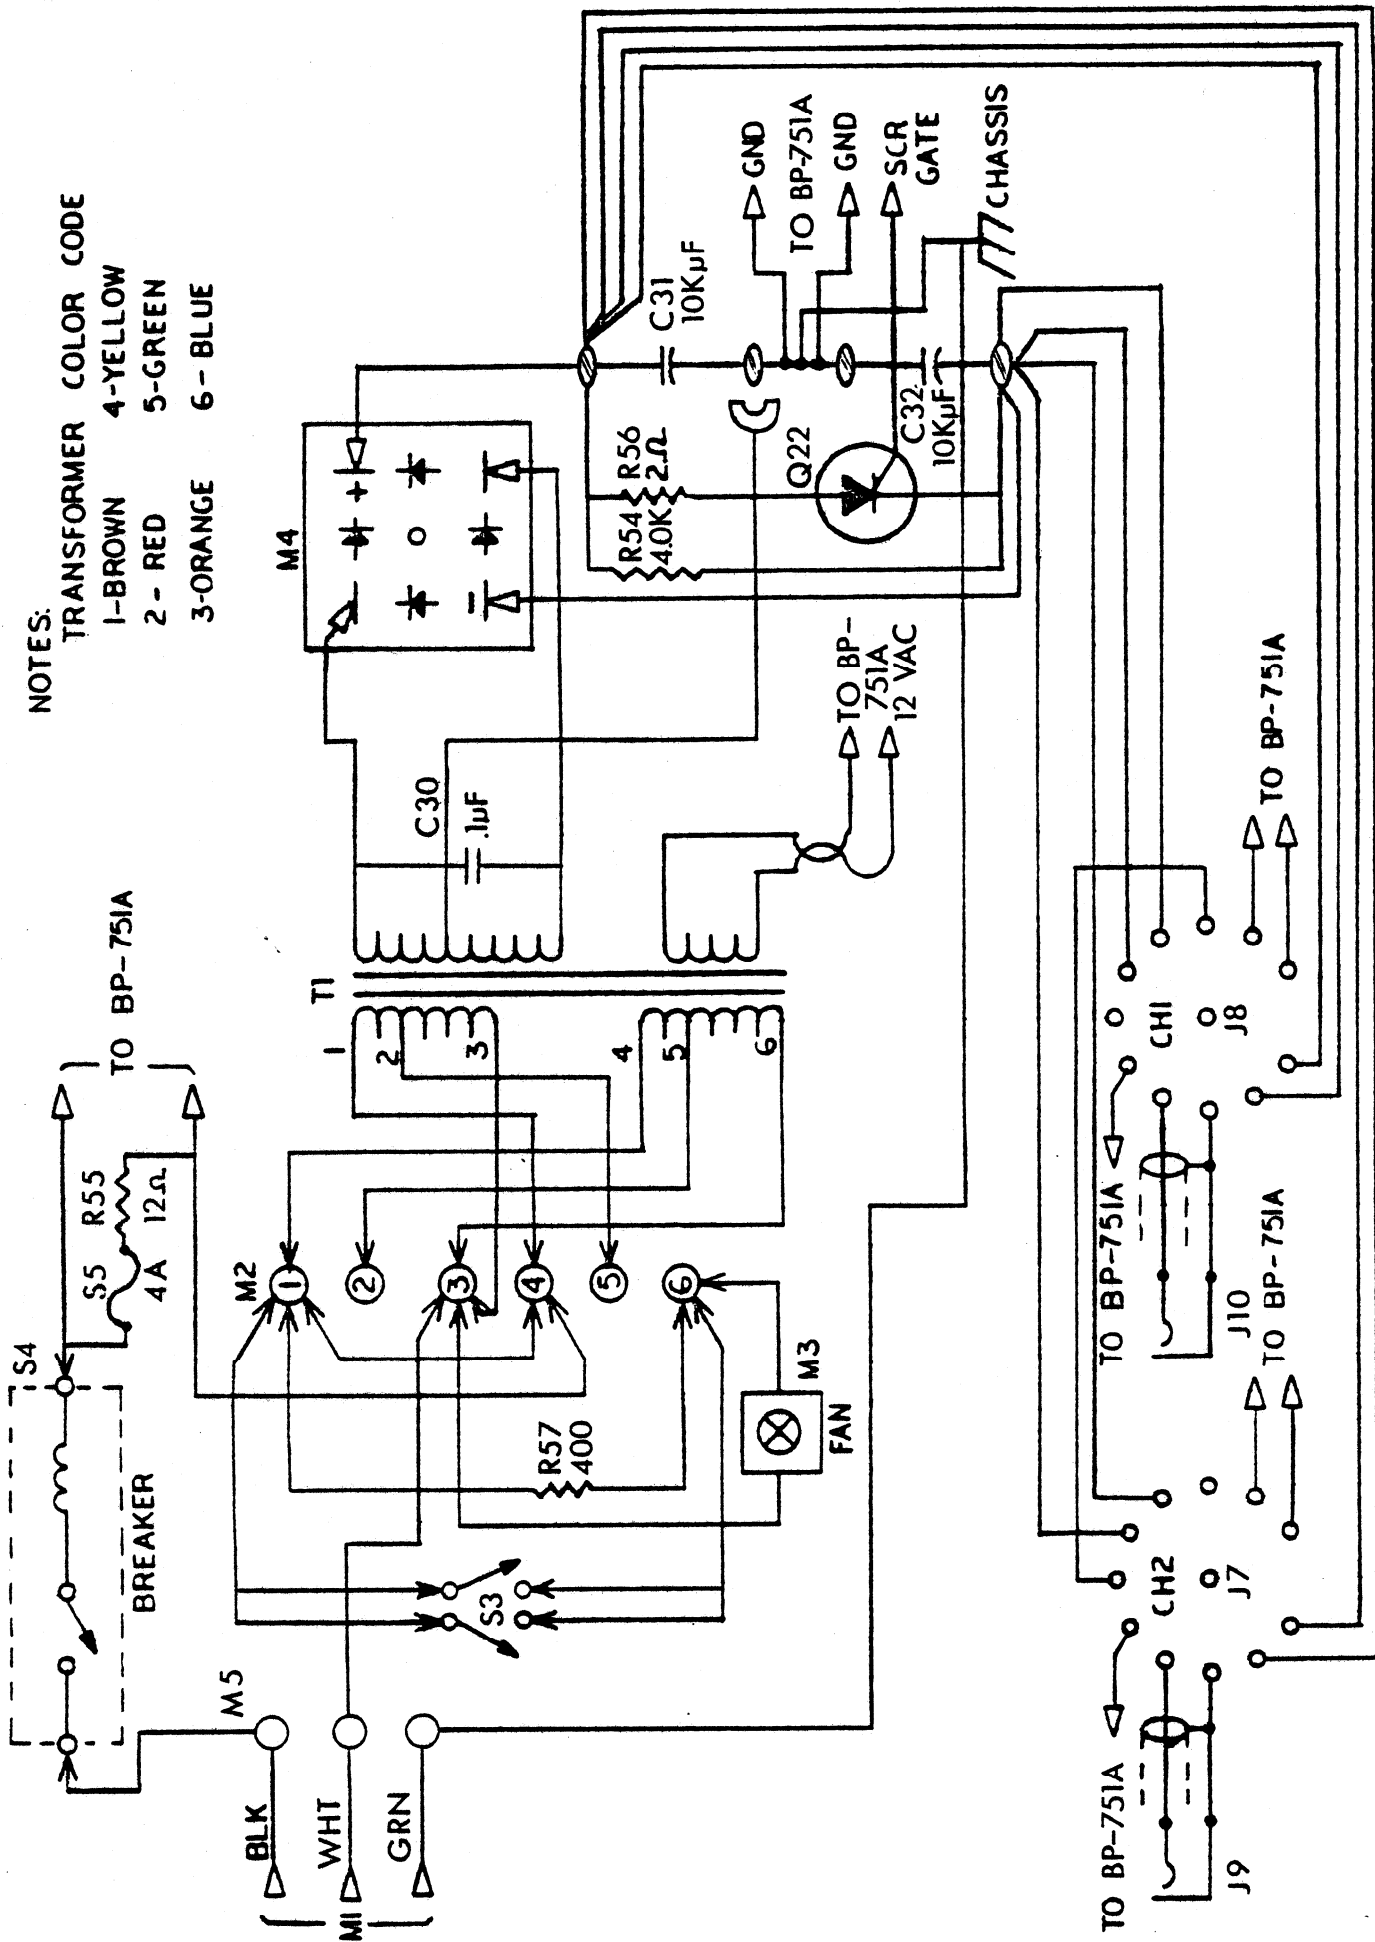 NOTES:
TRANSFORMER COLOR CODE
1-BROWN 4-YELLOW
2- RED 5-GREEN
3-ORANGE 6-BLUE
S4
BREAKER
S5
4A
R55
12Ω
TO BP-751A
M5
BLK
WHT
GRN
M1
M2
1
2
3
4
5
6
S3
R57
400
FAN
M3
T1
1
2
3
4
5
6
C30
.1µF
M4
+
–
TO BP-
751A
12 VAC
R54
4.0K
R56
2Ω
Q22
C31
10KµF
C32
10KµF
GND
TO BP-751A
GND
SCR
GATE
CHASSIS
TO BP-751A
J9
CH2
J7
TO BP-751A
TO BP-751A
J10
CH1
J8
TO BP-751A